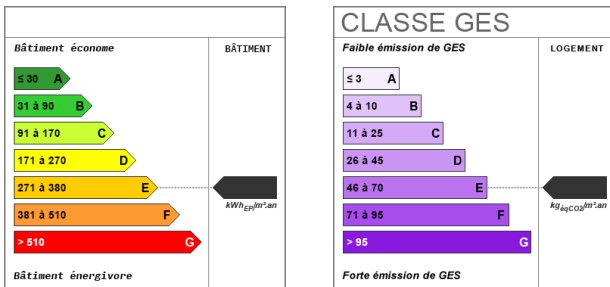 Bâtiment économe
BÂTIMENT
≤ 30 A
31 à 90 B
91 à 170 C
171 à 270 D
271 à 380 E
kWhEP/m².an
381 à 510 F
> 510 G
Bâtiment énergivore
CLASSE GES
Faible émission de GES
LOGEMENT
≤ 3 A
4 à 10 B
11 à 25 C
26 à 45 D
46 à 70 E
kgéqCO2/m².an
71 à 95 F
> 95 G
Forte émission de GES